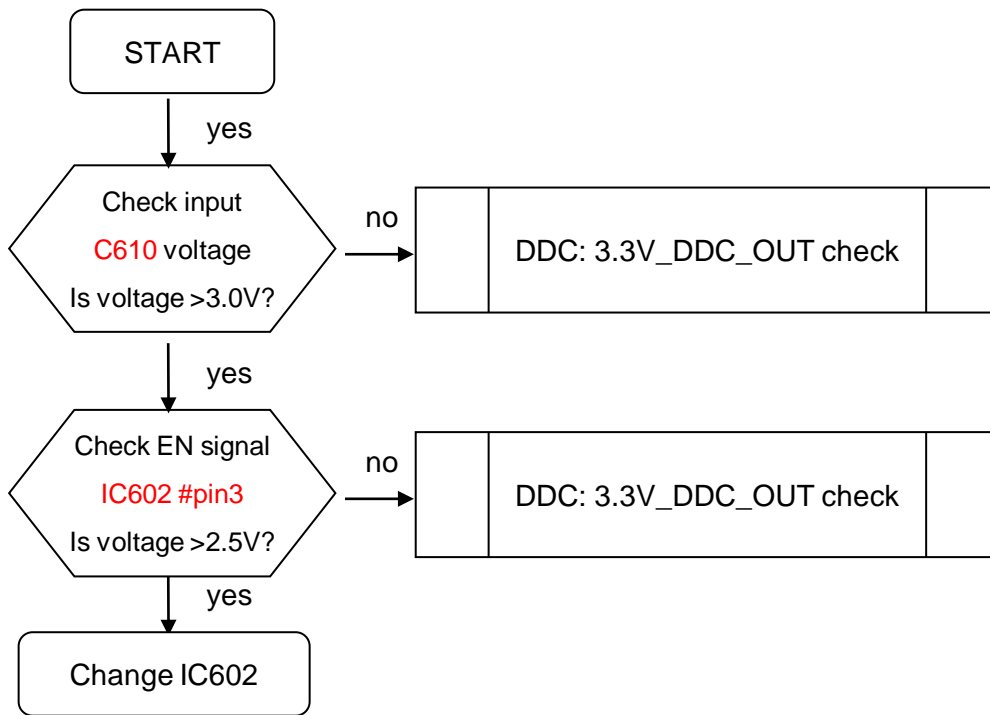 START
yes
Check input
C610 voltage
Is voltage >3.0V?
no
DDC: 3.3V_DDC_OUT check
yes
Check EN signal
IC602 #pin3
Is voltage >2.5V?
no
DDC: 3.3V_DDC_OUT check
yes
Change IC602